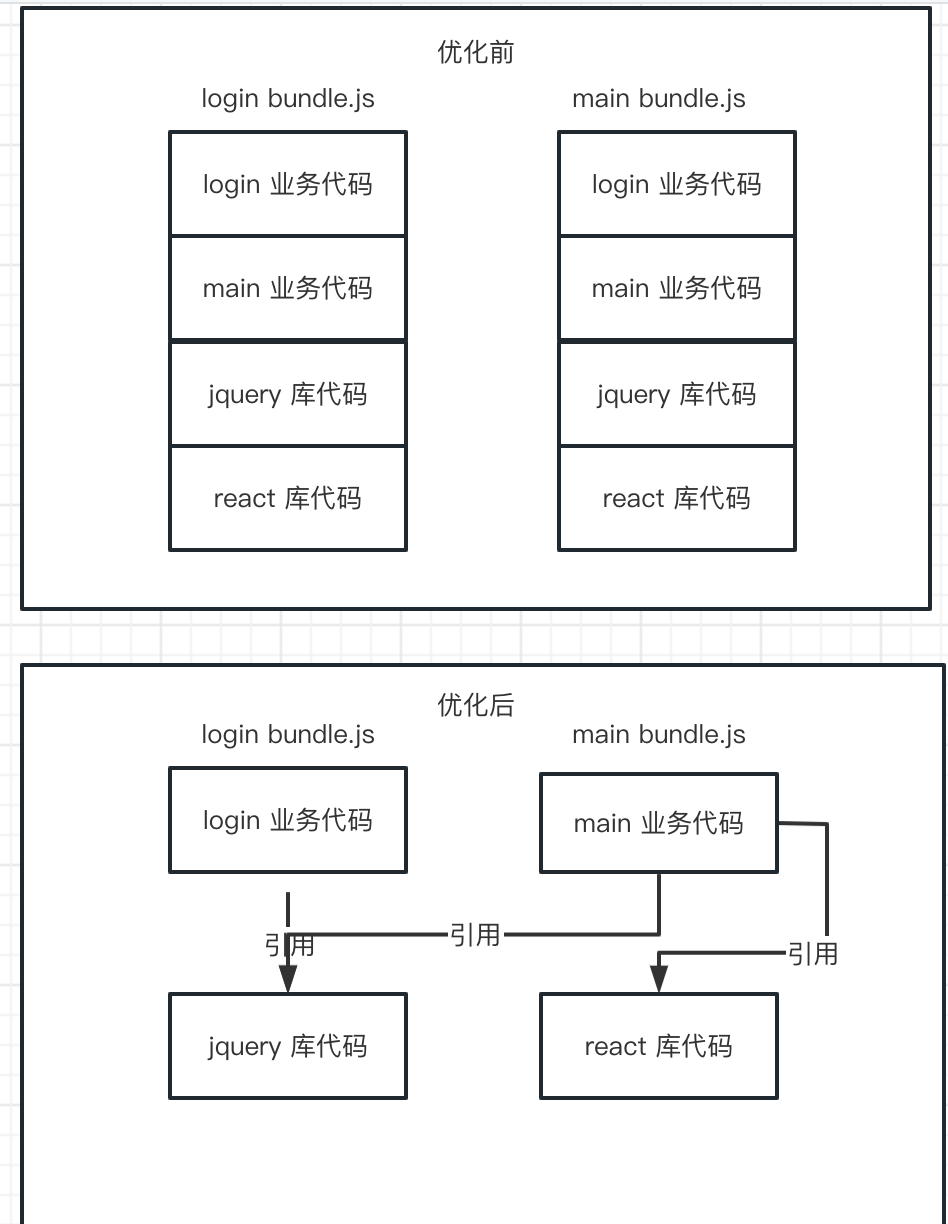 优化前
login bundle.js
main bundle.js
login 业务代码
login 业务代码
main 业务代码
main 业务代码
jquery 库代码
jquery 库代码
react 库代码
react 库代码
优化后
login bundle.js
main bundle.js
login 业务代码
main 业务代码
引用
引用
引用
jquery 库代码
react 库代码